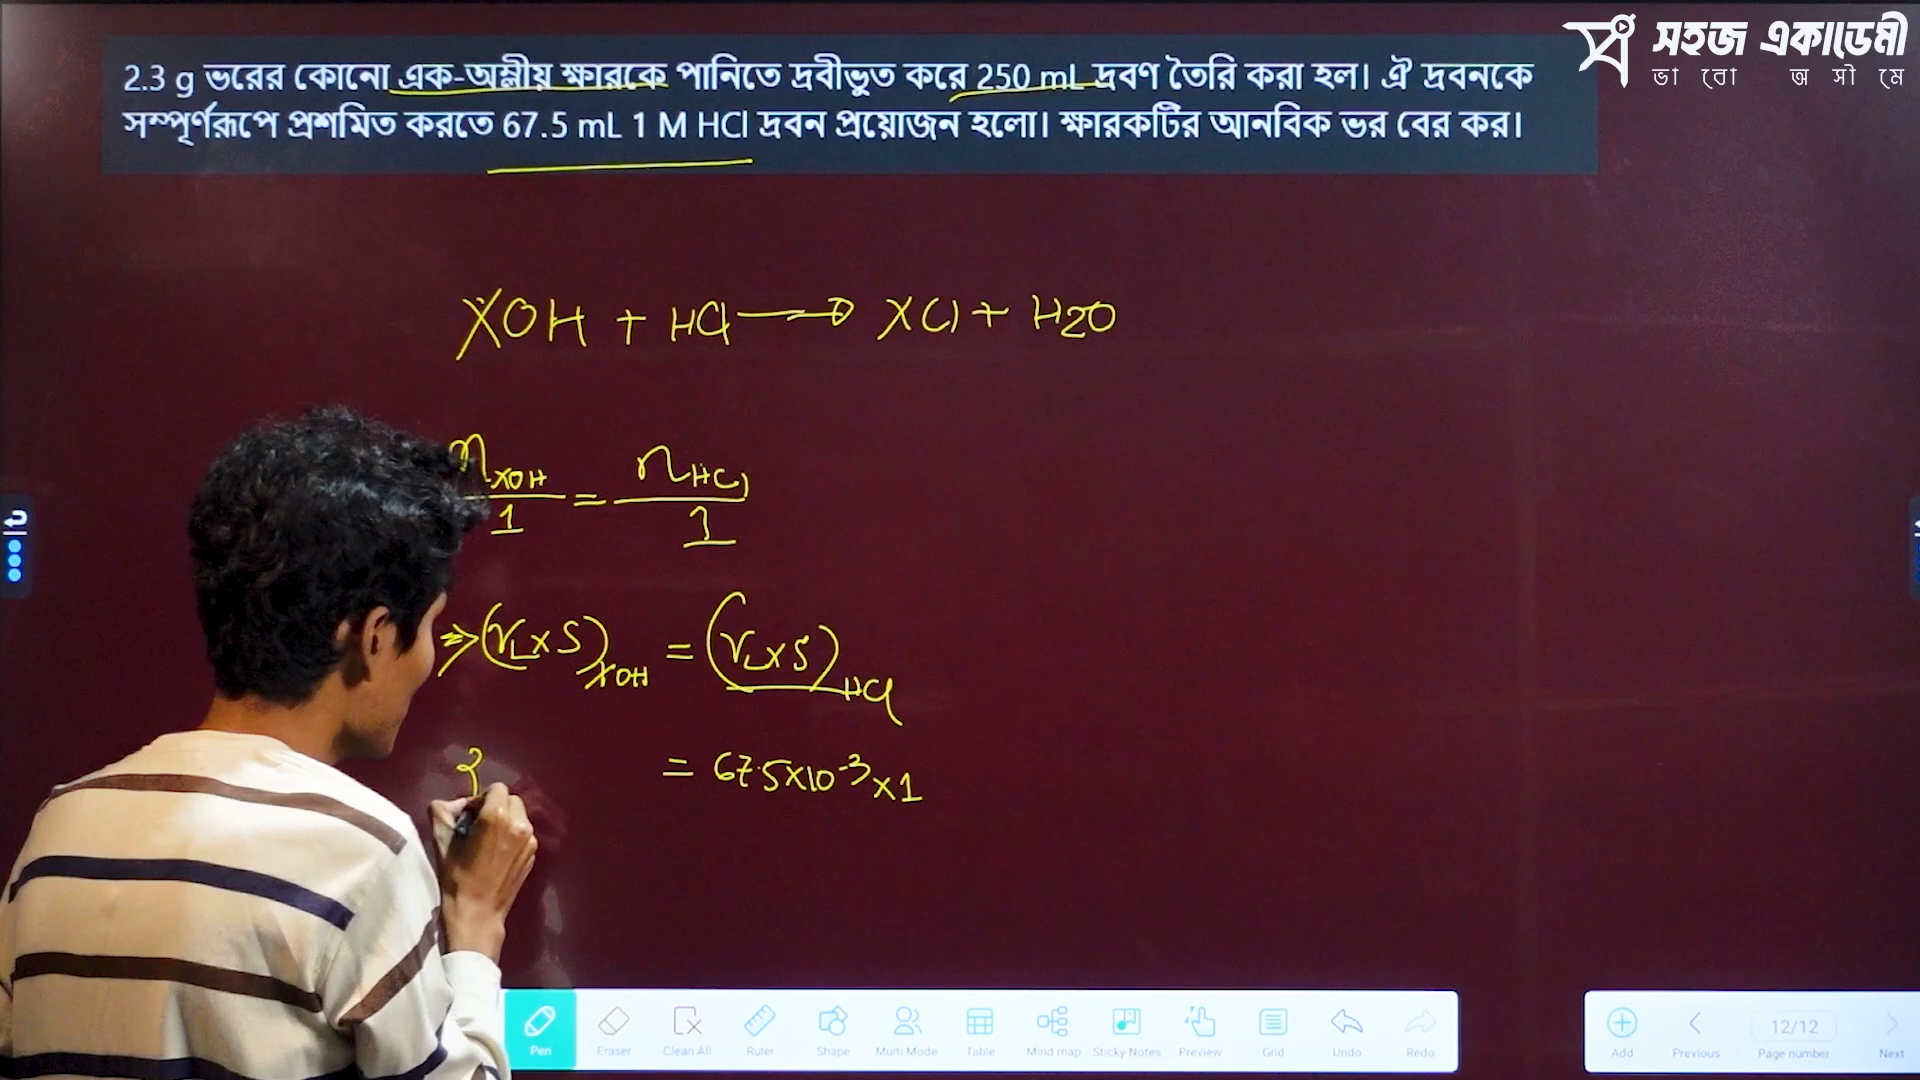 সহজ একাডেমী
ভাবো অসীমে
2.3 g ভরের কোনো এক-অম্লীয় ক্ষারকে পানিতে দ্রবীভুত করে 250 mL দ্রবণ তৈরি করা হল। ঐ দ্রবনকে
সম্পূর্ণরূপে প্রশমিত করতে 67.5 mL 1 M HCl দ্রবন প্রয়োজন হলো। ক্ষারকটির আনবিক ভর বের কর।
XOH + HCl → XCl + H2O
n XOH / 1 = n HCl / 1
⇒ (VL×S) XOH = (VL×S) HCl
= 67.5×10^-3 ×1
Pen Eraser Clean All Ruler Shape Multi Mode Table Mind map Sticky Notes Preview Grid Undo Redo
Add Previous 12/12 Page number Next